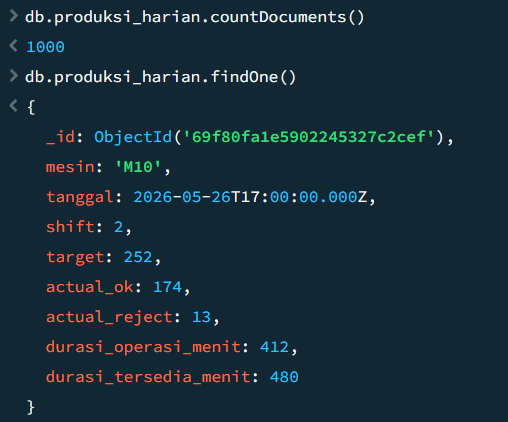 > db.produksi_harian.countDocuments()
< 1000
> db.produksi_harian.findOne()
< {
_id: ObjectId('69f80fa1e5902245327c2cef'),
mesin: 'M10',
tanggal: 2026-05-26T17:00:00.000Z,
shift: 2,
target: 252,
actual_ok: 174,
actual_reject: 13,
durasi_operasi_menit: 412,
durasi_tersedia_menit: 480
}